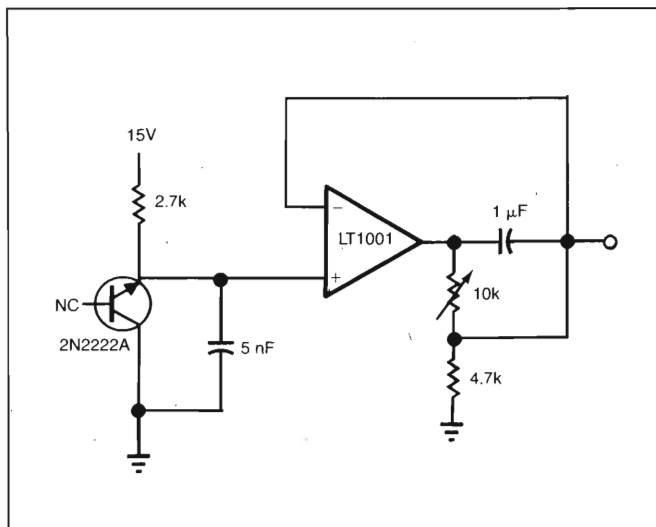 15V
2.7k
NC
2N2222A
5 nF
−
LT1001
+
1 μF
10k
4.7k